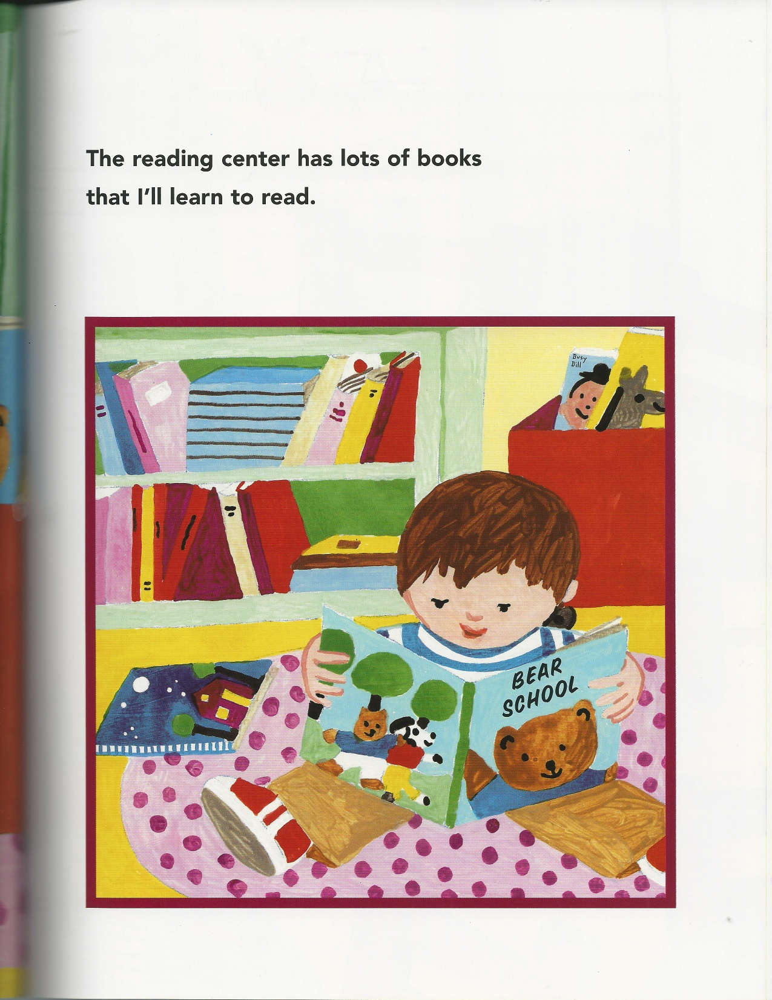 The reading center has lots of books
that I'll learn to read.
Busy
Bill
BEAR
SCHOOL